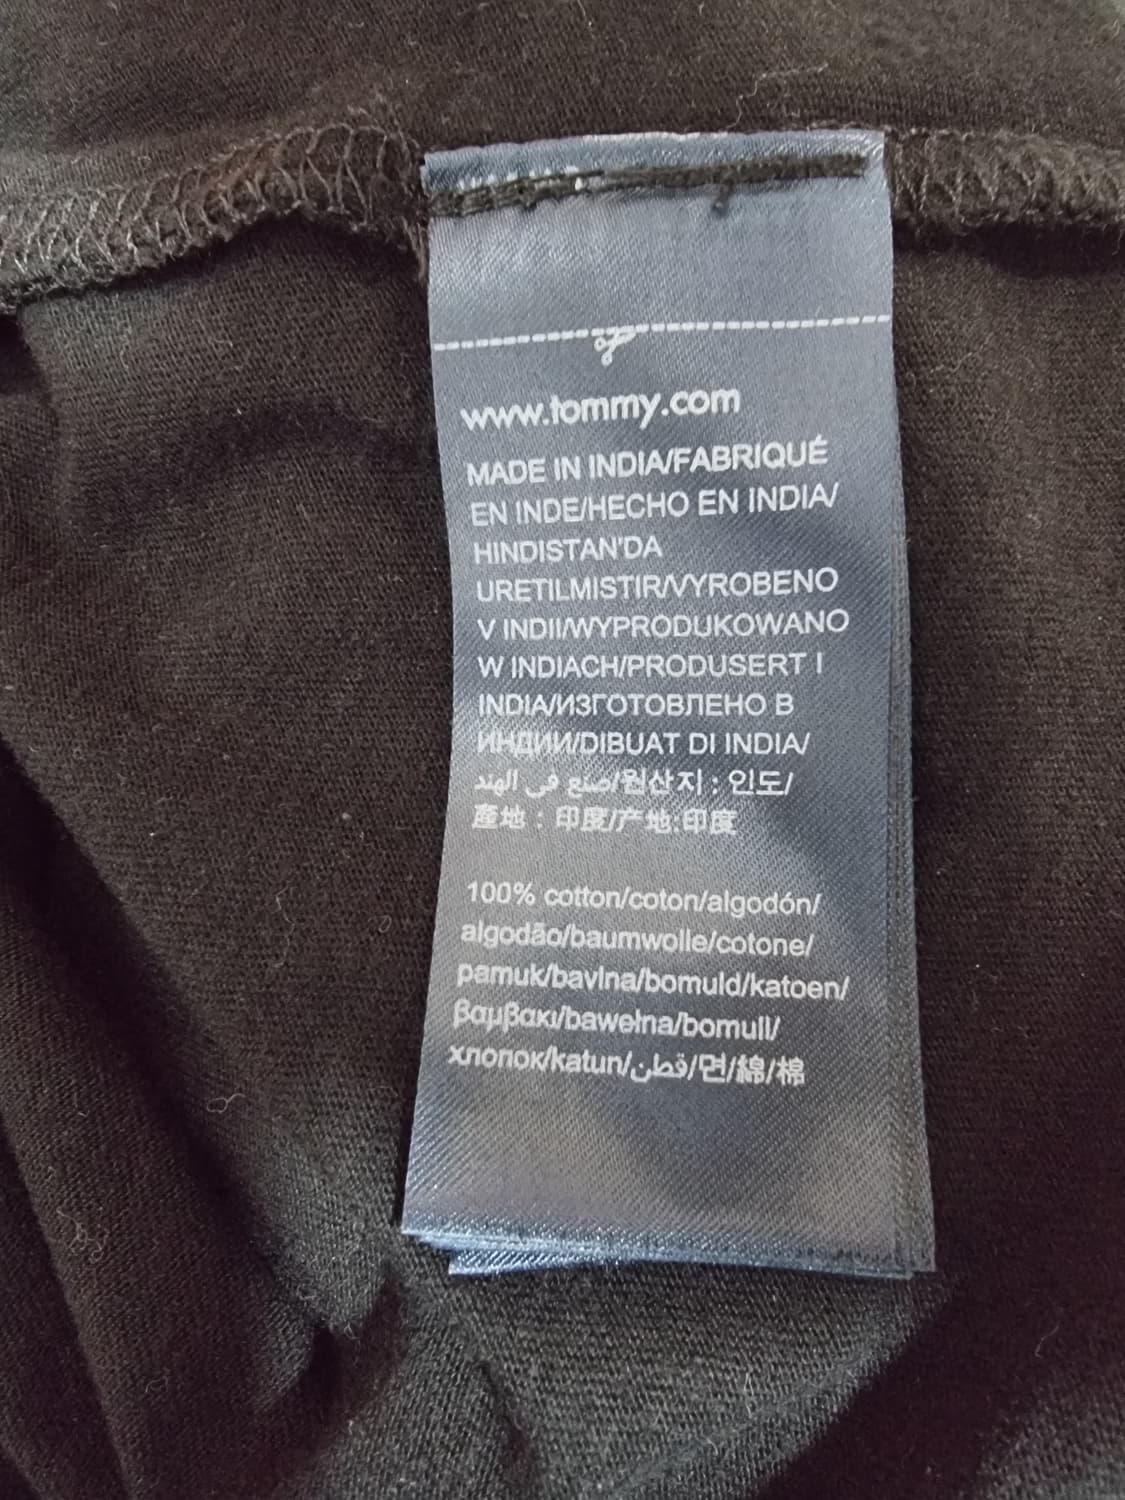 www.tommy.com
MADE IN INDIA/FABRIQUÉ
EN INDE/HECHO EN INDIA/
HINDISTAN'DA
URETILMISTIR/VYROBENO
V INDII/WYPRODUKOWANO
W INDIACH/PRODUSERT I
INDIA/ИЗГОТОВЛЕНО В
ИНДИИ/DIBUAT DI INDIA/
صنع في الهند/원산지 : 인도/
產地 : 印度/产地:印度
100% cotton/coton/algodón/
algodão/baumwolle/cotone/
pamuk/bavlna/bomuld/katoen/
βαμβακι/bawełna/bomull/
хлопок/katun/قطن/면/綿/棉